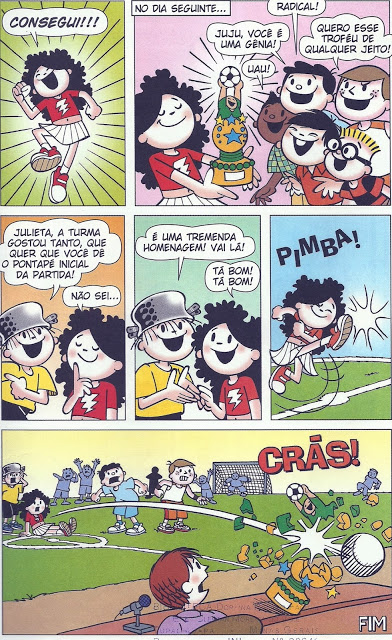 CONSEGUI!!!
NO DIA SEGUINTE...
JUJU, VOCÊ É
UMA GÊNIA!
UAU!
RADICAL!
QUERO ESSE
TROFÉU DE
QUALQUER JEITO!
JULIETA, A TURMA
GOSTOU TANTO, QUE
QUER QUE VOCÊ DÊ
O PONTAPÉ INICIAL
DA PARTIDA!
NÃO SEI...
É UMA TREMENDA
HOMENAGEM! VAI LÁ!
TÁ BOM!
TÁ BOM!
PIMBA!
CRÁS!
FIM